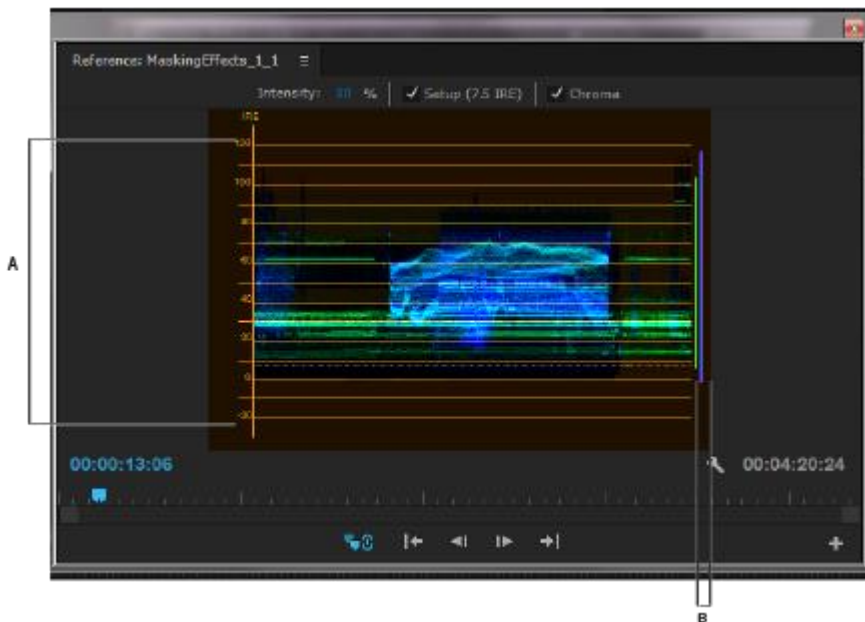 Reference: MaskingEffects_1_1
Intensity: % Setup (7.5 IRE) Chroma
IRE
120
100
80
60
40
20
0
-20
A
00:00:13:06 00:04:20:24
B